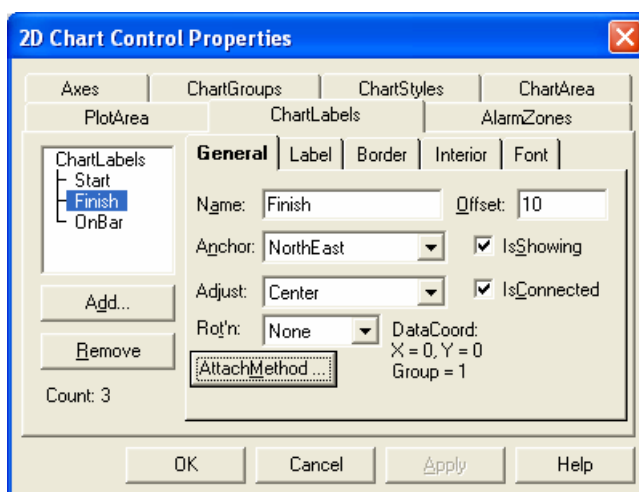 2D Chart Control Properties
Axes ChartGroups ChartStyles ChartArea
PlotArea ChartLabels AlarmZones
ChartLabels
Start
Finish
OnBar
Add...
Remove
Count: 3
General Label Border Interior Font
Name: Finish Offset: 10
Anchor: NorthEast IsShowing
Adjust: Center IsConnected
Rot'n: None DataCoord:
X = 0, Y = 0
AttachMethod ... Group = 1
OK Cancel Apply Help